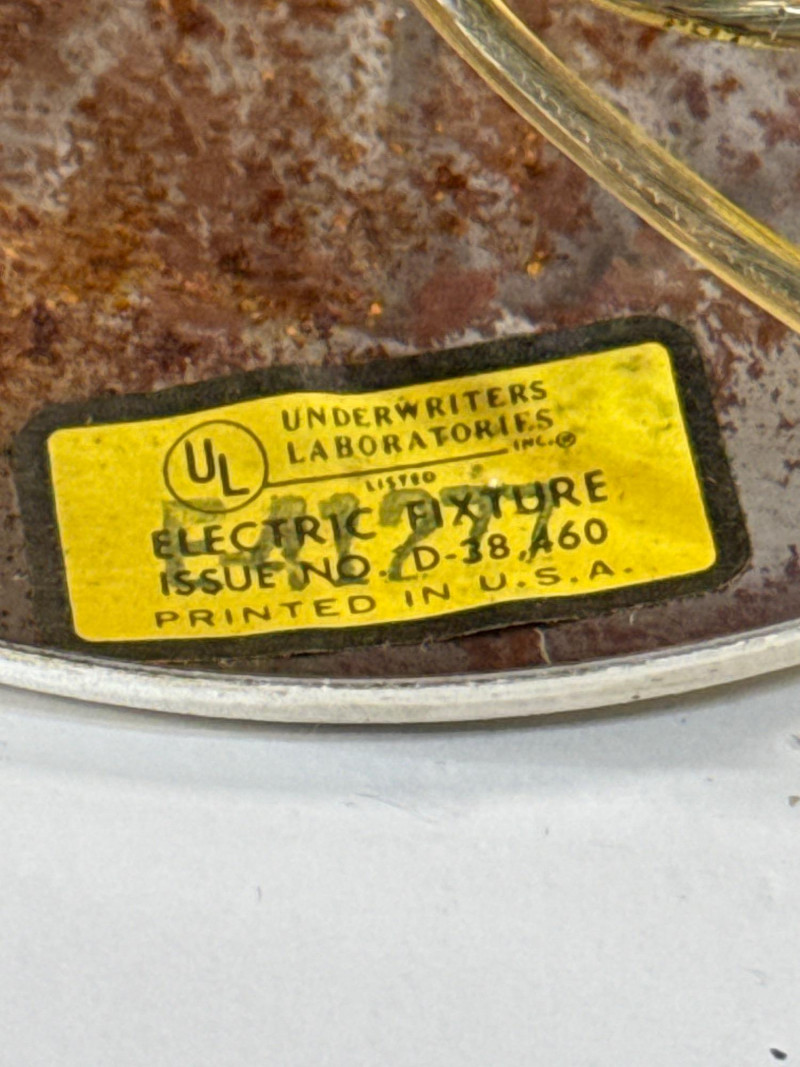 UL
UNDERWRITERS
LABORATORIES
INC.®
LISTED
ELECTRIC FIXTURE
ISSUE NO. D-38,460
PRINTED IN U.S.A.